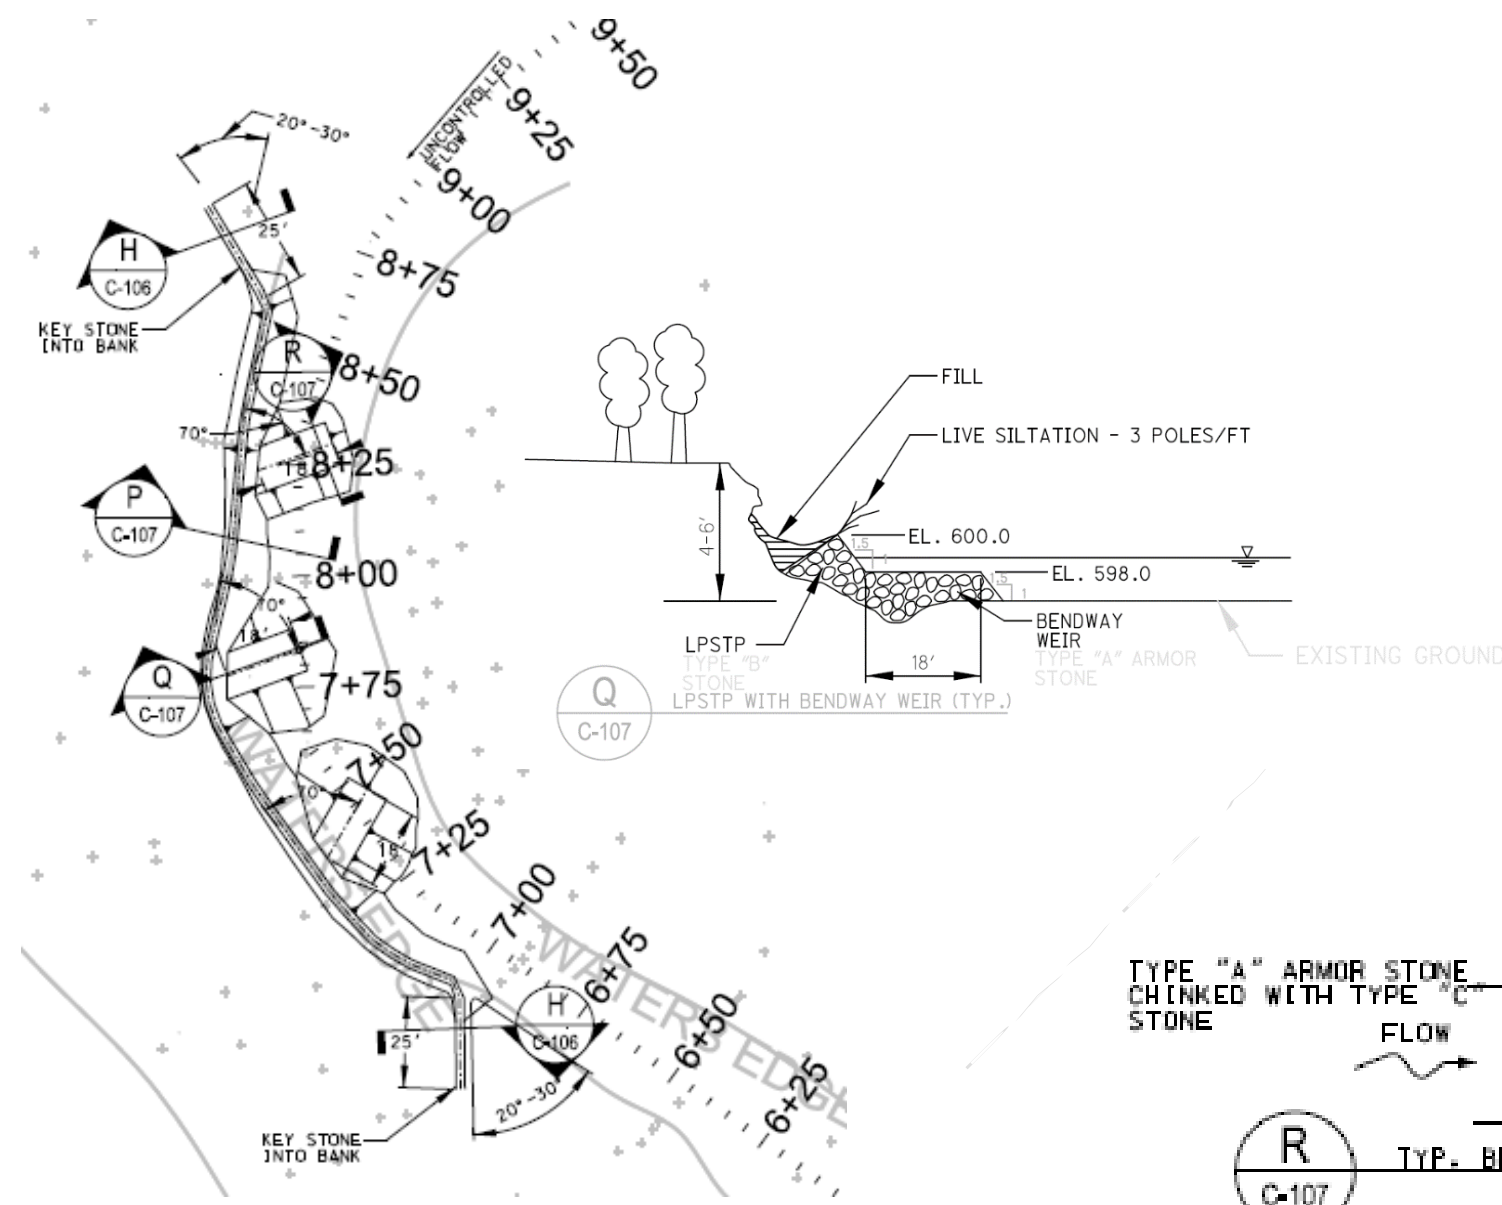 9+50
UNCONTROLLED
FLOW
9+25
9+00
20°-30°
25'
H
C-106
8+75
KEY STONE
INTO BANK
R
C-107
8+50
70°
18'
8+25
P
C-107
8+00
70°
18'
Q
C-107
7+75
7+50
70°
18'
7+25
WATERS EDGE
7+00
6+75
WATERS EDGE
6+50
6+25
H
C-106
25'
20°-30°
KEY STONE
INTO BANK
FILL
LIVE SILTATION - 3 POLES/FT
4-6'
EL. 600.0
1.5
1
EL. 598.0
1.5
1
LPSTP
TYPE "B"
STONE
BENDWAY
WEIR
TYPE "A" ARMOR
STONE
EXISTING GROUND
18'
Q
C-107
LPSTP WITH BENDWAY WEIR (TYP.)
TYPE "A" ARMOR STONE
CHINKED WITH TYPE "C"
STONE
FLOW
R
C-107
TYP. B